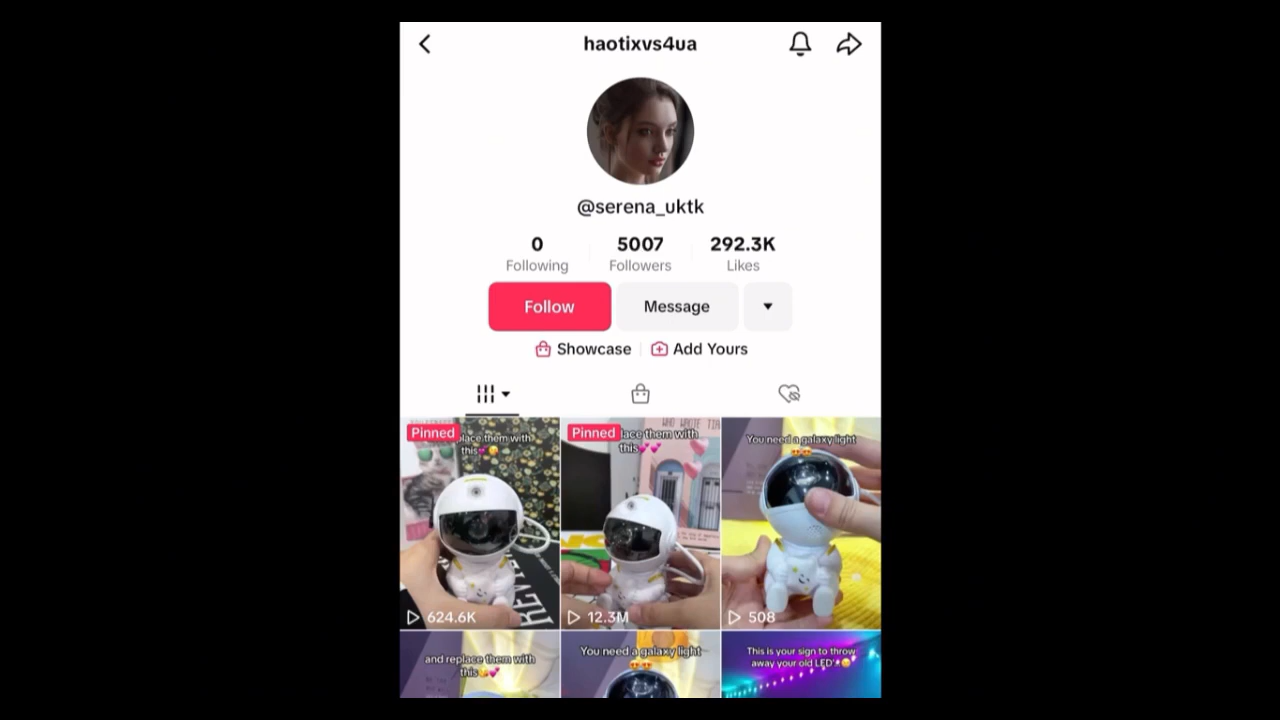 haotixvs4ua
@serena_uktk
0 5007 292.3K
Following Followers Likes
Follow Message
Showcase Add Yours
Pinned lace them with
this💕😘
624.6K
Pinned lace them with
this💕💕
12.3M
You need a galaxy light
😍😍
508
and replace them with
this😘💕
You need a galaxy light
😍😍
This is your sign to throw
away your old LED's